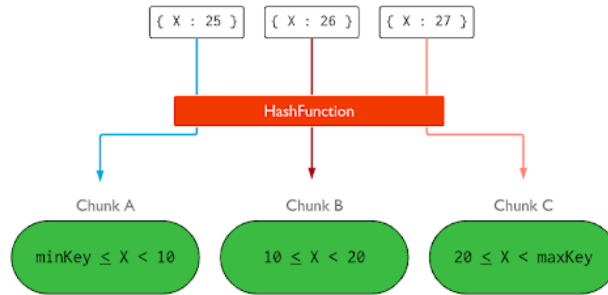 { X : 25 } { X : 26 } { X : 27 }
HashFunction
Chunk A Chunk B Chunk C
minKey ≤ X < 10 10 ≤ X < 20 20 ≤ X < maxKey